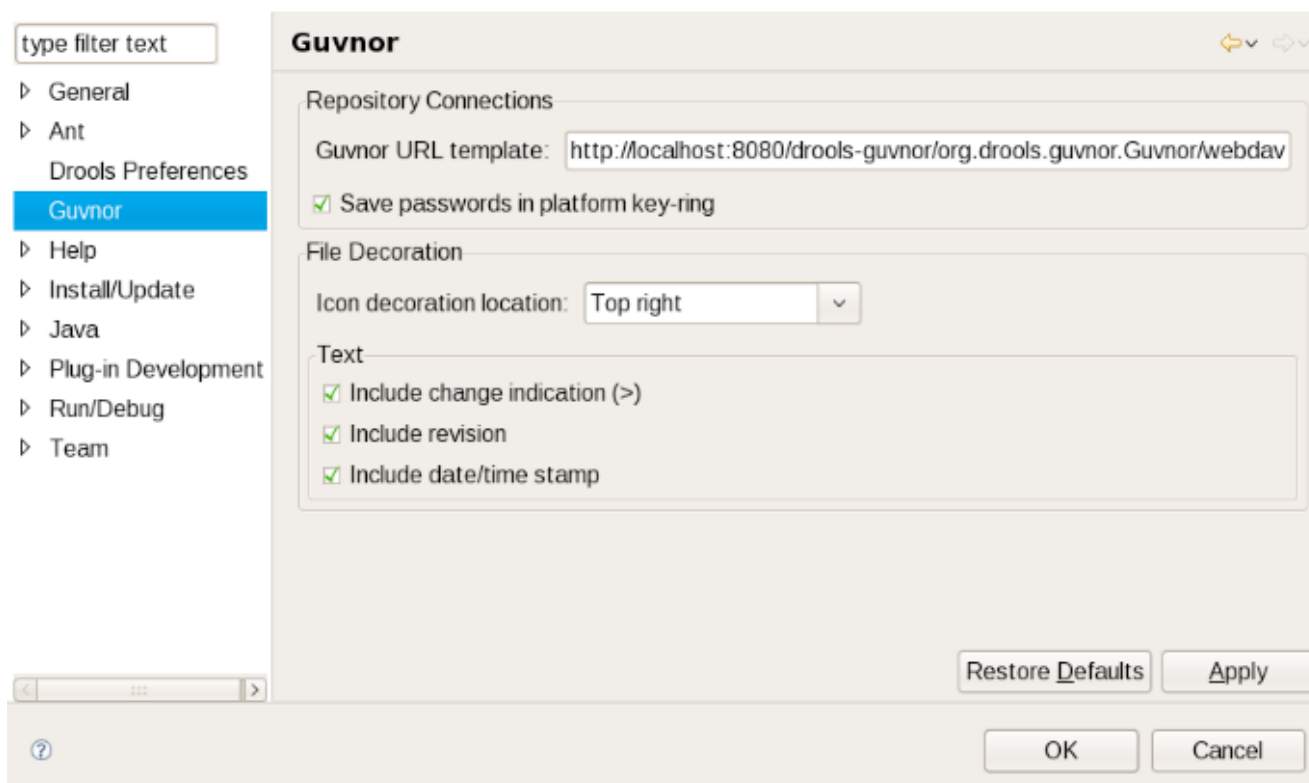 type filter text
General
Ant
Drools Preferences
Guvnor
Help
Install/Update
Java
Plug-in Development
Run/Debug
Team
Guvnor
Repository Connections
Guvnor URL template: http://localhost:8080/drools-guvnor/org.drools.guvnor.Guvnor/webdav
Save passwords in platform key-ring
File Decoration
Icon decoration location: Top right
Text
Include change indication (>)
Include revision
Include date/time stamp
Restore Defaults Apply
OK Cancel